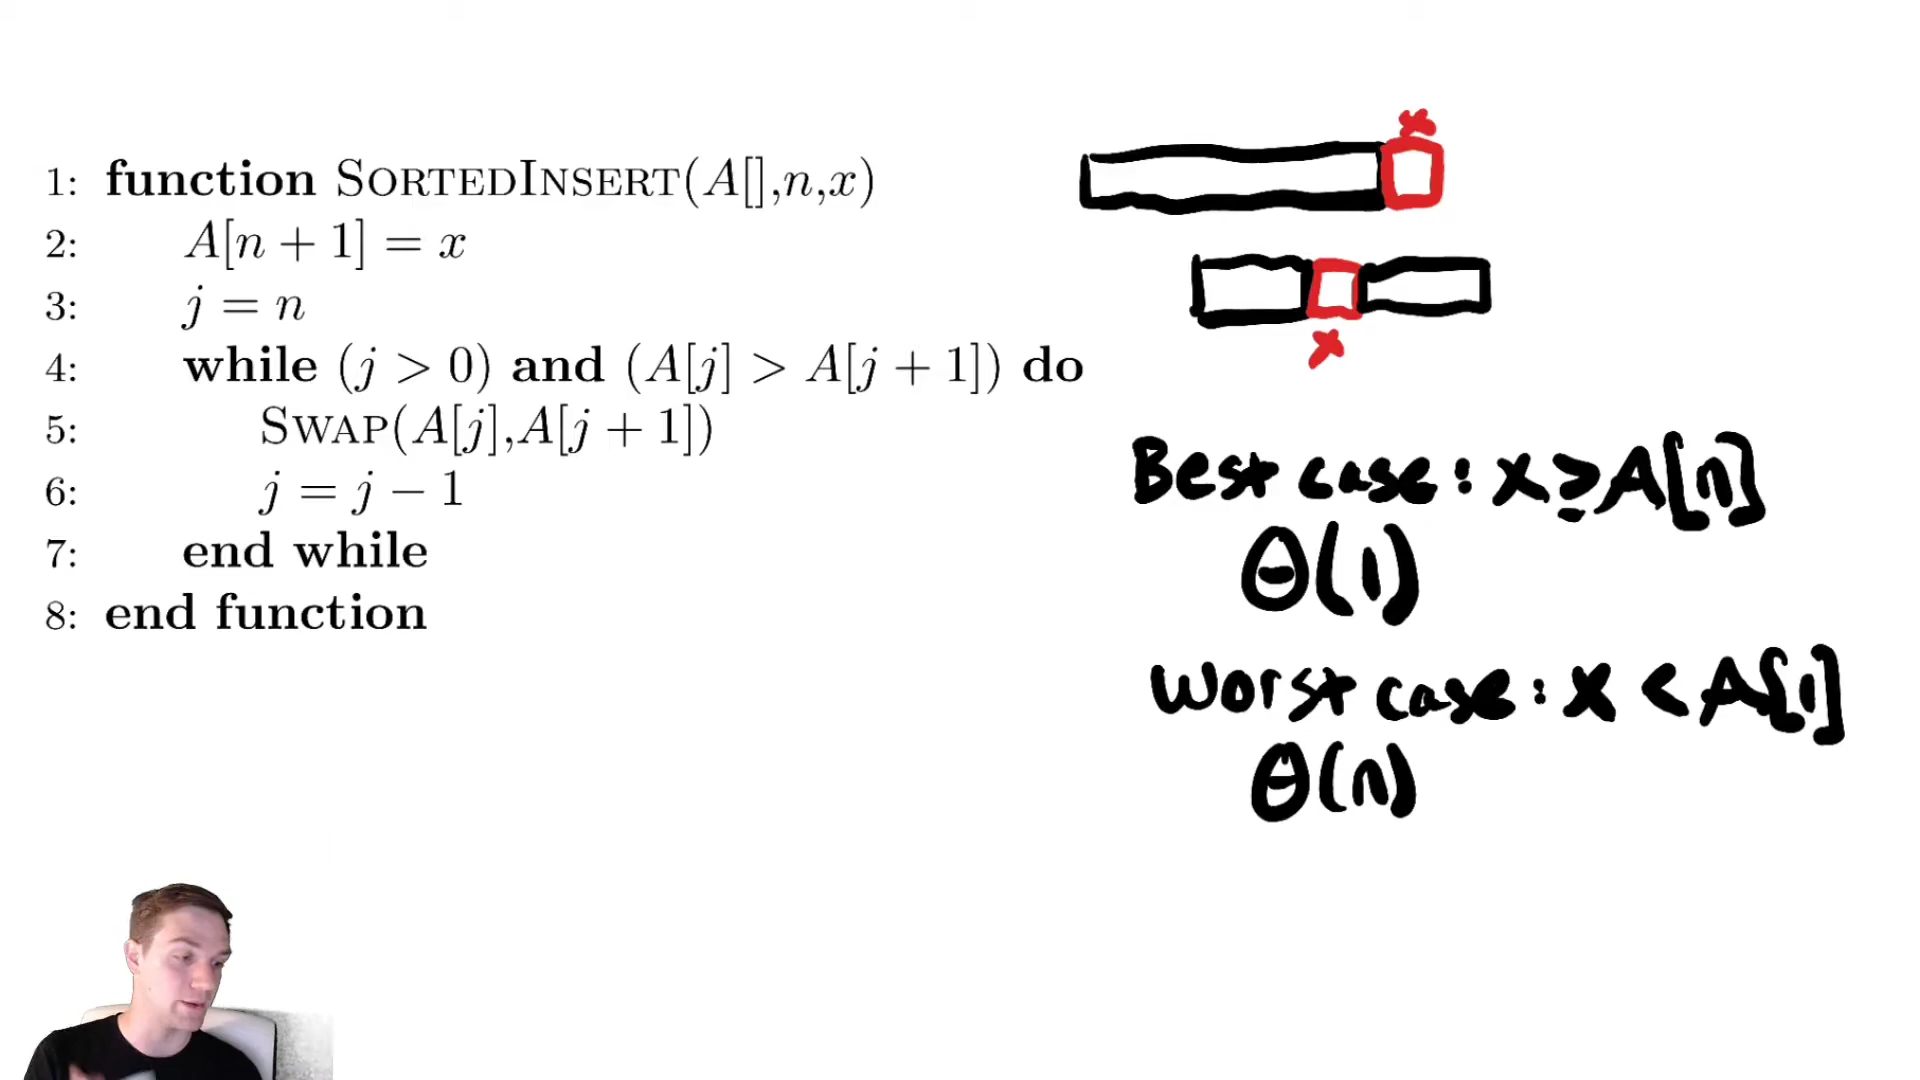 1: function SORTEDINSERT(A[],n,x)
2: A[n + 1] = x
3: j = n
4: while (j > 0) and (A[j] > A[j + 1]) do
5: SWAP(A[j],A[j + 1])
6: j = j − 1
7: end while
8: end function
x
x
Best case: x ≥ A[n]
Θ(1)
Worst case: x < A[1]
Θ(n)